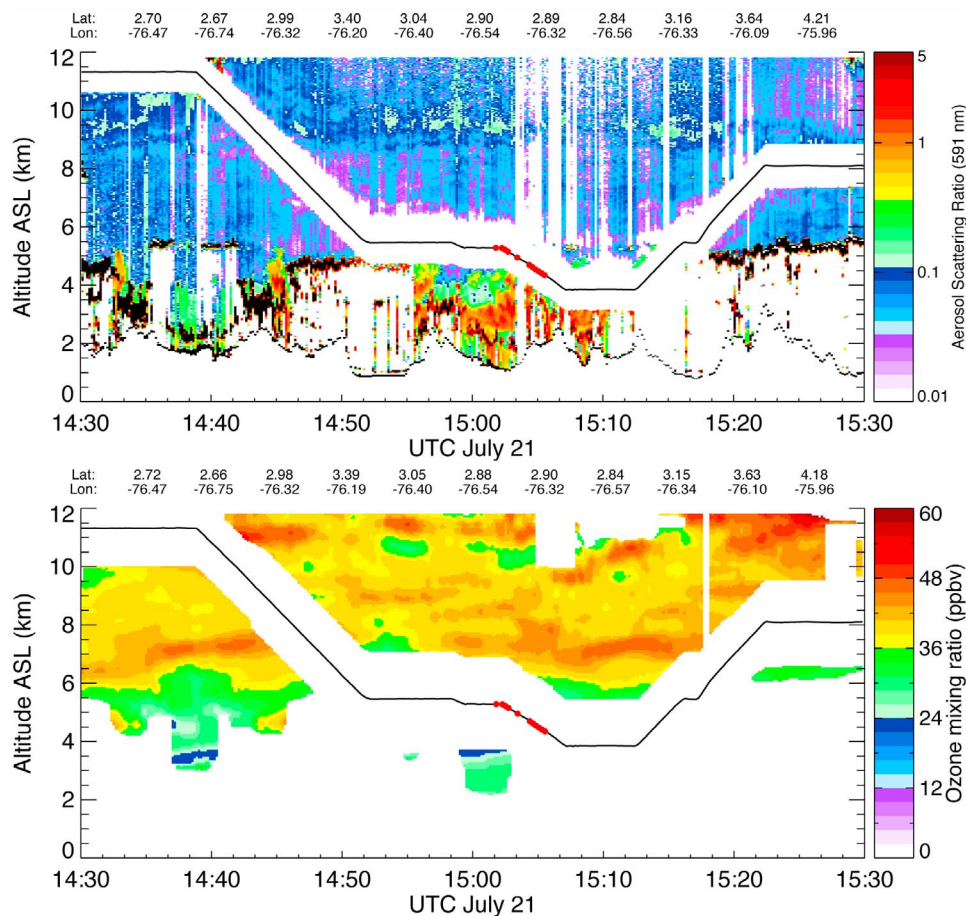 Lat: 2.70 2.67 2.99 3.40 3.04 2.90 2.89 2.84 3.16 3.64 4.21
Lon: -76.47 -76.74 -76.32 -76.20 -76.40 -76.54 -76.32 -76.56 -76.33 -76.09 -75.96
12
10
8
6
4
2
0
Altitude ASL (km)
14:30 14:40 14:50 15:00 15:10 15:20 15:30
UTC July 21
5
1
0.10
0.01
Aerosol Scattering Ratio (591 nm)
Lat: 2.72 2.66 2.98 3.39 3.05 2.88 2.90 2.84 3.15 3.63 4.18
Lon: -76.47 -76.75 -76.32 -76.19 -76.40 -76.54 -76.32 -76.57 -76.34 -76.10 -75.96
12
10
8
6
4
2
0
Altitude ASL (km)
14:30 14:40 14:50 15:00 15:10 15:20 15:30
UTC July 21
60
48
36
24
12
0
Ozone mixing ratio (ppbv)